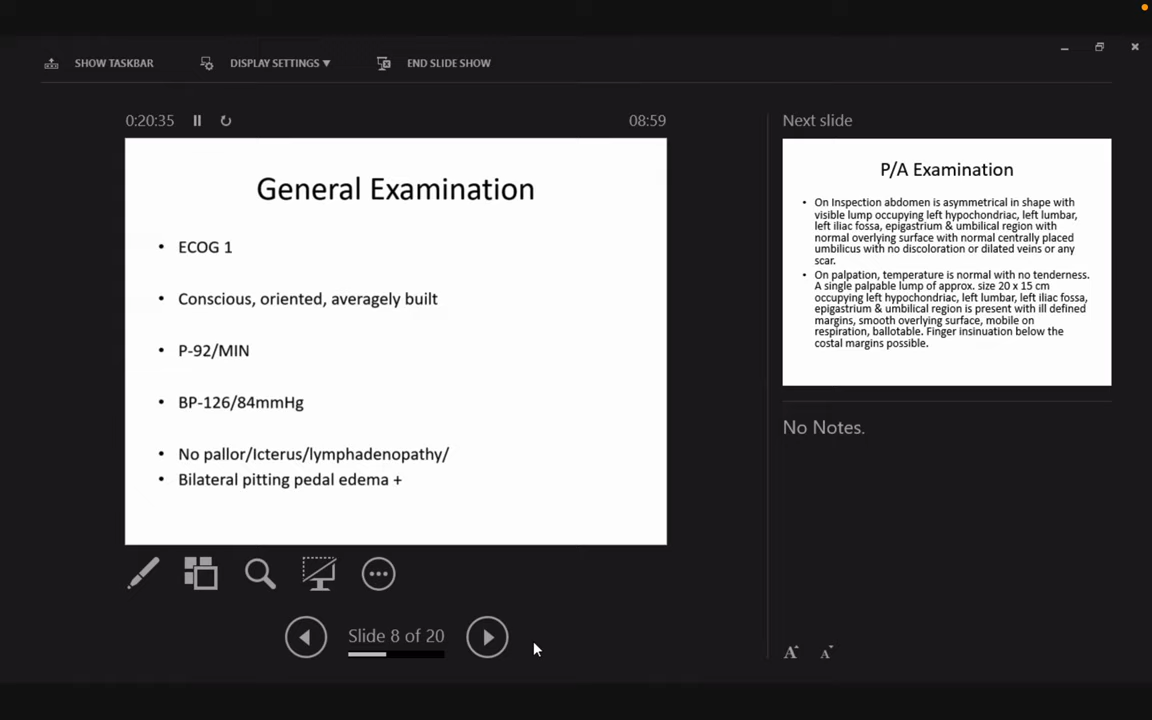 SHOW TASKBAR
DISPLAY SETTINGS ▼
END SLIDE SHOW
0:20:35
08:59
General Examination
• ECOG 1
• Conscious, oriented, averagely built
• P-92/MIN
• BP-126/84mmHg
• No pallor/Icterus/lymphadenopathy/
• Bilateral pitting pedal edema +
Slide 8 of 20
Next slide
P/A Examination
• On Inspection abdomen is asymmetrical in shape with
visible lump occupying left hypochondriac, left lumbar,
left iliac fossa, epigastrium & umbilical region with
normal overlying surface with normal centrally placed
umbilicus with no discoloration or dilated veins or any
scar.
• On palpation, temperature is normal with no tenderness.
A single palpable lump of approx. size 20 x 15 cm
occupying left hypochondriac, left lumbar, left iliac fossa,
epigastrium & umbilical region is present with ill defined
margins, smooth overlying surface, mobile on
respiration, ballotable. Finger insinuation below the
costal margins possible.
No Notes.
A A